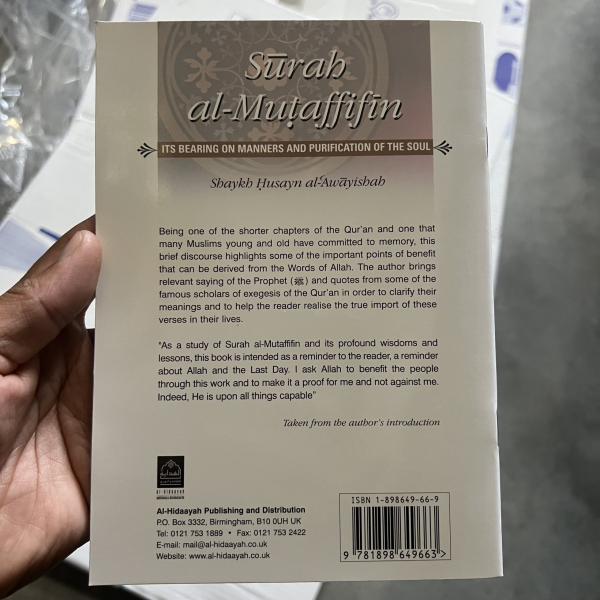 Sūrah
al-Muṭaffifīn
ITS BEARING ON MANNERS AND PURIFICATION OF THE SOUL
Shaykh Ḥusayn al-ʿAwāyishah
Being one of the shorter chapters of the Qur'an and one that
many Muslims young and old have committed to memory, this
brief discourse highlights some of the important points of benefit
that can be derived from the Words of Allah. The author brings
relevant saying of the Prophet (ﷺ) and quotes from some of the
famous scholars of exegesis of the Qur'an in order to clarify their
meanings and to help the reader realise the true import of these
verses in their lives.
"As a study of Surah al-Mutaffifin and its profound wisdoms and
lessons, this book is intended as a reminder to the reader, a reminder
about Allah and the Last Day. I ask Allah to benefit the people
through this work and to make it a proof for me and not against me.
Indeed, He is upon all things capable"
Taken from the author's introduction
الهداية
AL-HIDAAYAH
Al-Hidaayah Publishing and Distribution
P.O. Box 3332, Birmingham, B10 0UH UK
Tel: 0121 753 1889 • Fax: 0121 753 2422
E-mail: mail@al-hidaayah.co.uk
Website: www.al-hidaayah.co.uk
ISBN 1-898649-66-9
9 781898 649663 >